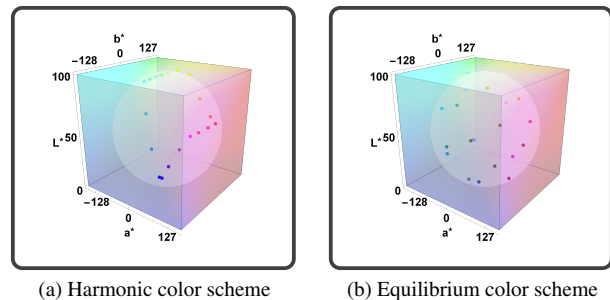 b*
−128 0 127
100
L* 50
0
−128
0
a* 127
b*
−128 0 127
100
L* 50
0
−128
0
a* 127
(a) Harmonic color scheme
(b) Equilibrium color scheme